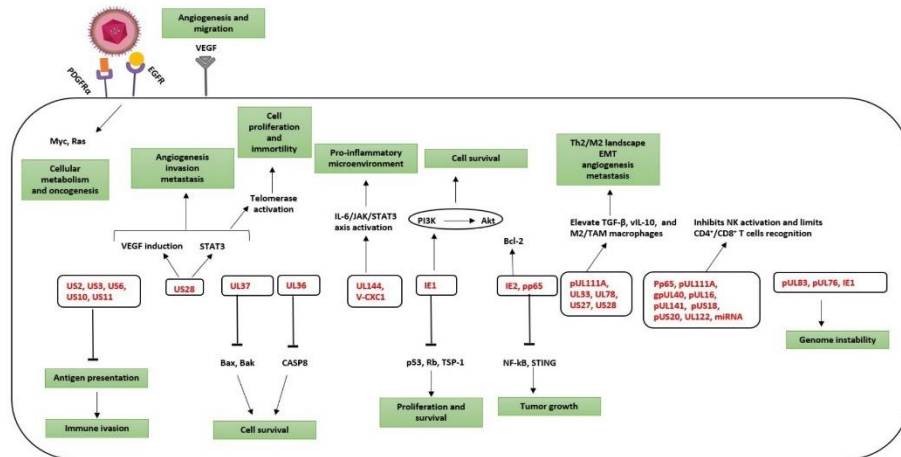 Angiogenesis and
migration
VEGF
PDGFRα
EGFR
Myc, Ras
Cellular
metabolism
and oncogenesis
Angiogenesis
invasion
metastasis
Cell
proliferation
and
immortility
Telomerase
activation
VEGF induction
STAT3
Pro-inflammatory
microenvironment
IL-6/JAK/STAT3
axis activation
Cell survival
PI3K
Akt
Bcl-2
Th2/M2 landscape
EMT
angiogenesis
metastasis
Elevate TGF-β, vIL-10, and
M2/TAM macrophages
Inhibits NK activation and limits
CD4⁺/CD8⁺ T cells recognition
US2, US3, US6,
US10, US11
US28
UL37
UL36
UL144,
V-CXC1
IE1
IE2, pp65
pUL111A,
UL33, UL78,
US27, US28
Pp65, pUL111A,
gpUL40, pUL16,
pUL141, pUS18,
pUS20, UL122, miRNA
pUL83, pUL76, IE1
Genome instability
Antigen presentation
Immune ivasion
Bax, Bak
CASP8
Cell survival
p53, Rb, TSP-1
Proliferation and
survival
NF-kB, STING
Tumor growth